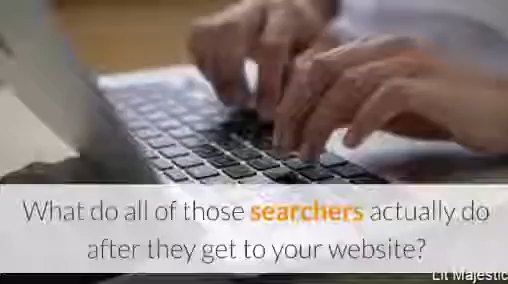 What do all of those searchers actually do
after they get to your website?
Lit Majestic